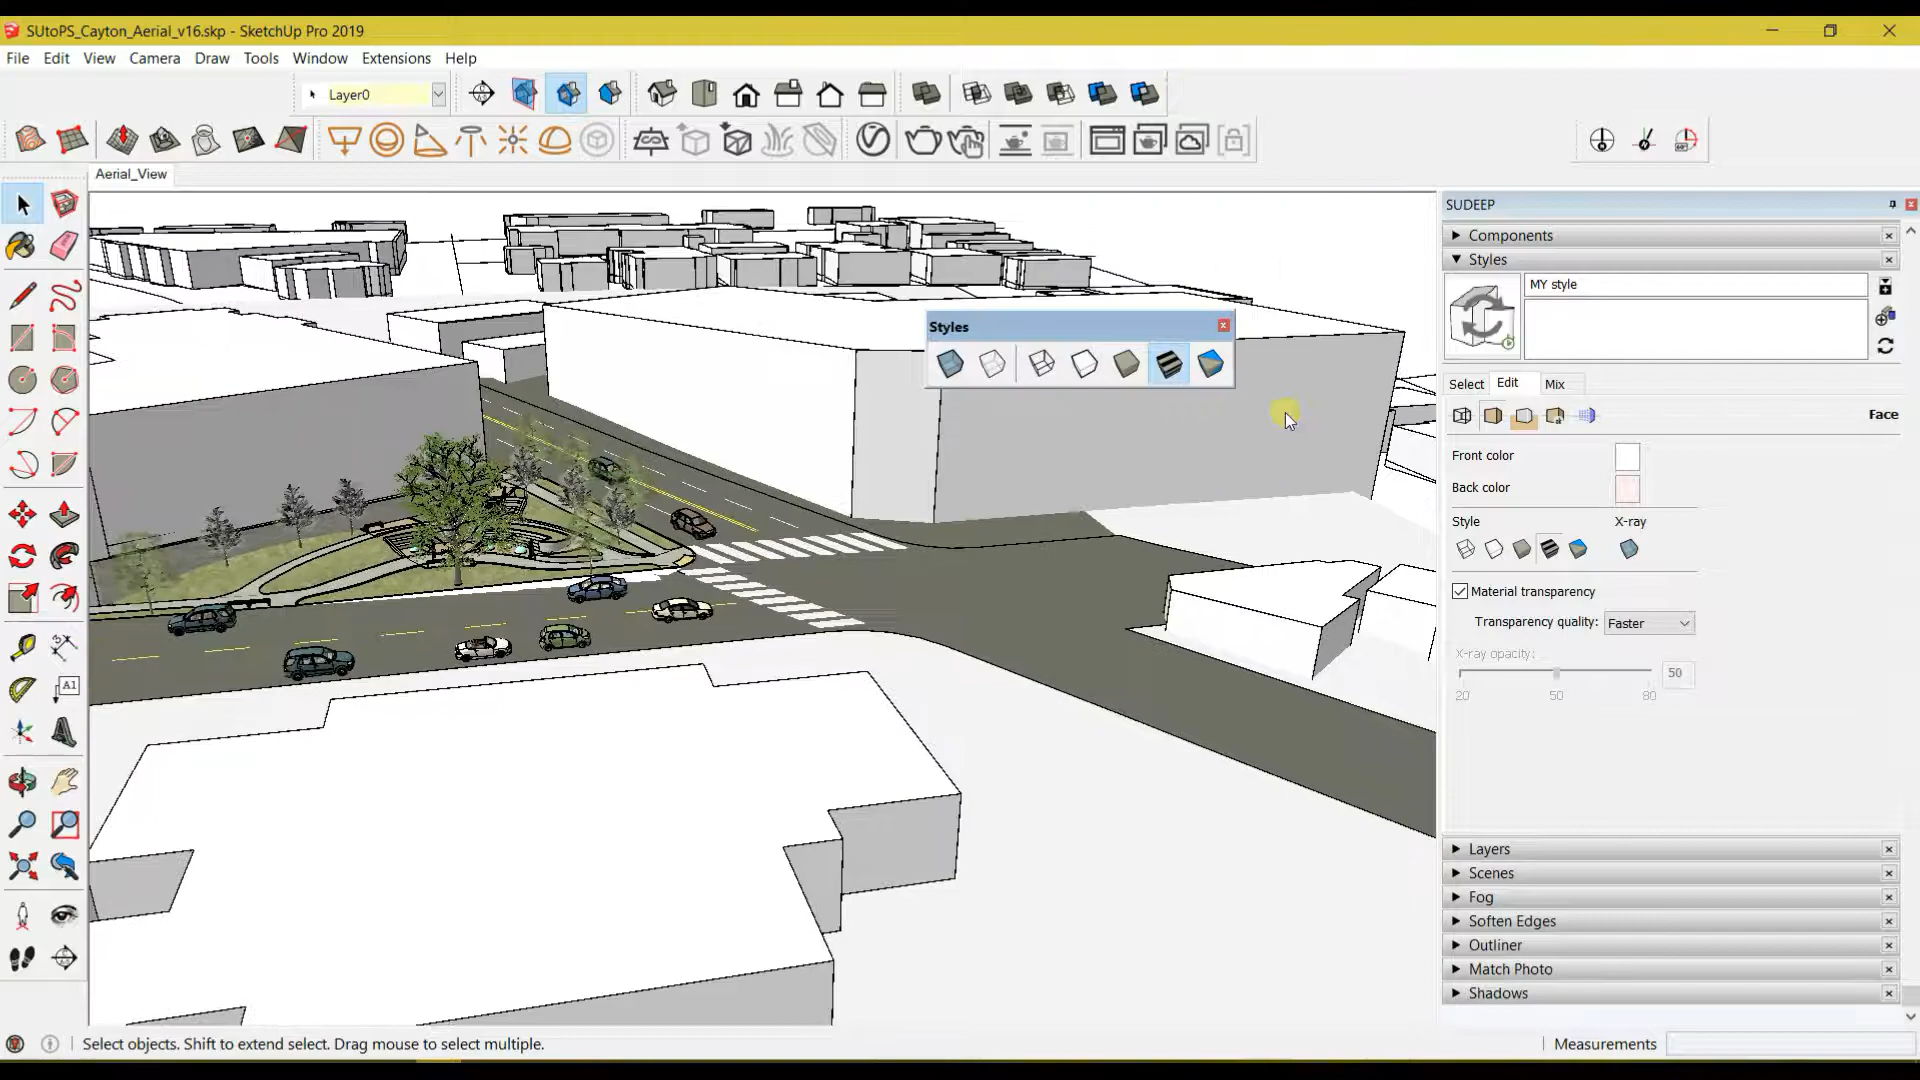 SUtoPS_Cayton_Aerial_v16.skp - SketchUp Pro 2019
File Edit View Camera Draw Tools Window Extensions Help
Layer0
Aerial_View
SUDEEP
Components
Styles
MY style
Styles
Select Edit Mix
Face
Front color
Back color
Style X-ray
Material transparency
Transparency quality: Faster
X-ray opacity:
50
20 50 80
A1
Layers
Scenes
Fog
Soften Edges
Outliner
Match Photo
Shadows
Select objects. Shift to extend select. Drag mouse to select multiple.
Measurements